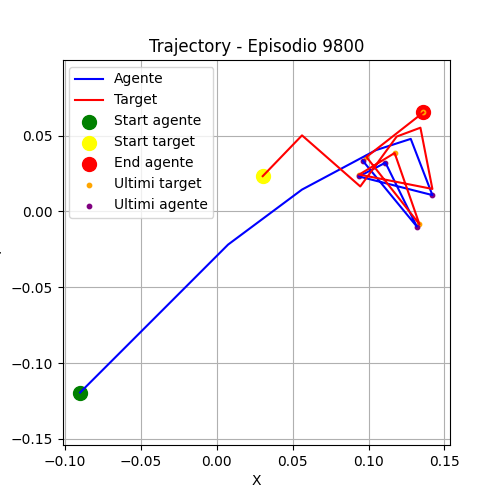 Trajectory - Episodio 9800
Agente
Target
Start agente
Start target
End agente
Ultimi target
Ultimi agente
0.05
0.00
−0.05
−0.10
−0.15
−0.10
−0.05
0.00
0.05
0.10
0.15
X